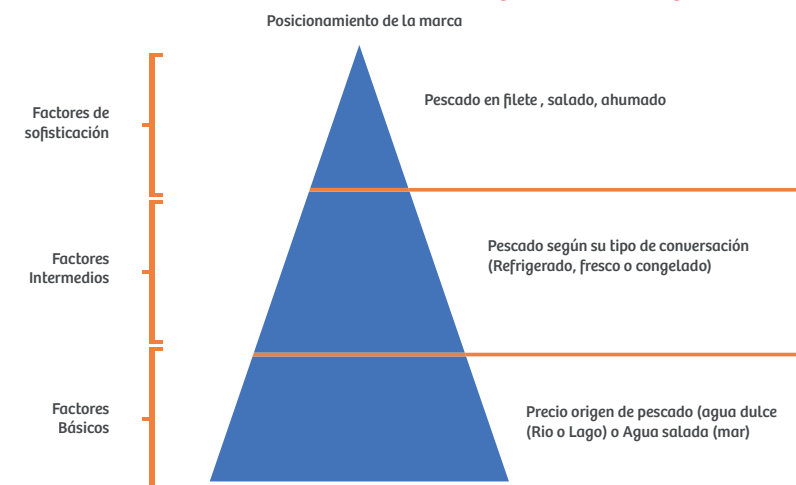 Posicionamiento de la marca
Factores de
sofisticación
Pescado en filete , salado, ahumado
Factores
Intermedios
Pescado según su tipo de conversación
(Refrigerado, fresco o congelado)
Factores
Básicos
Precio origen de pescado (agua dulce
(Rio o Lago) o Agua salada (mar)